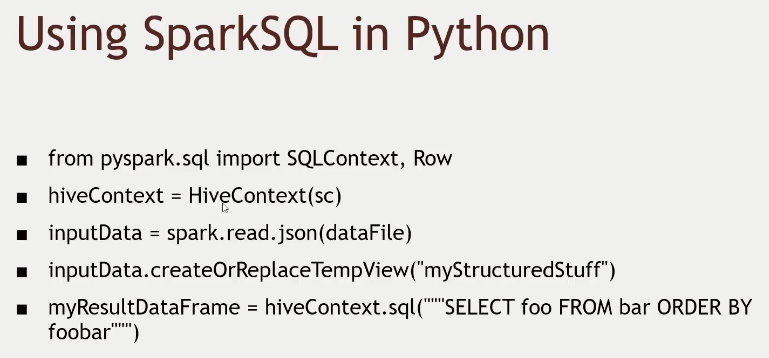 Using SparkSQL in Python
■ from pyspark.sql import SQLContext, Row
■ hiveContext = HiveContext(sc)
■ inputData = spark.read.json(dataFile)
■ inputData.createOrReplaceTempView("myStructuredStuff")
■ myResultDataFrame = hiveContext.sql("""SELECT foo FROM bar ORDER BY
foobar""")